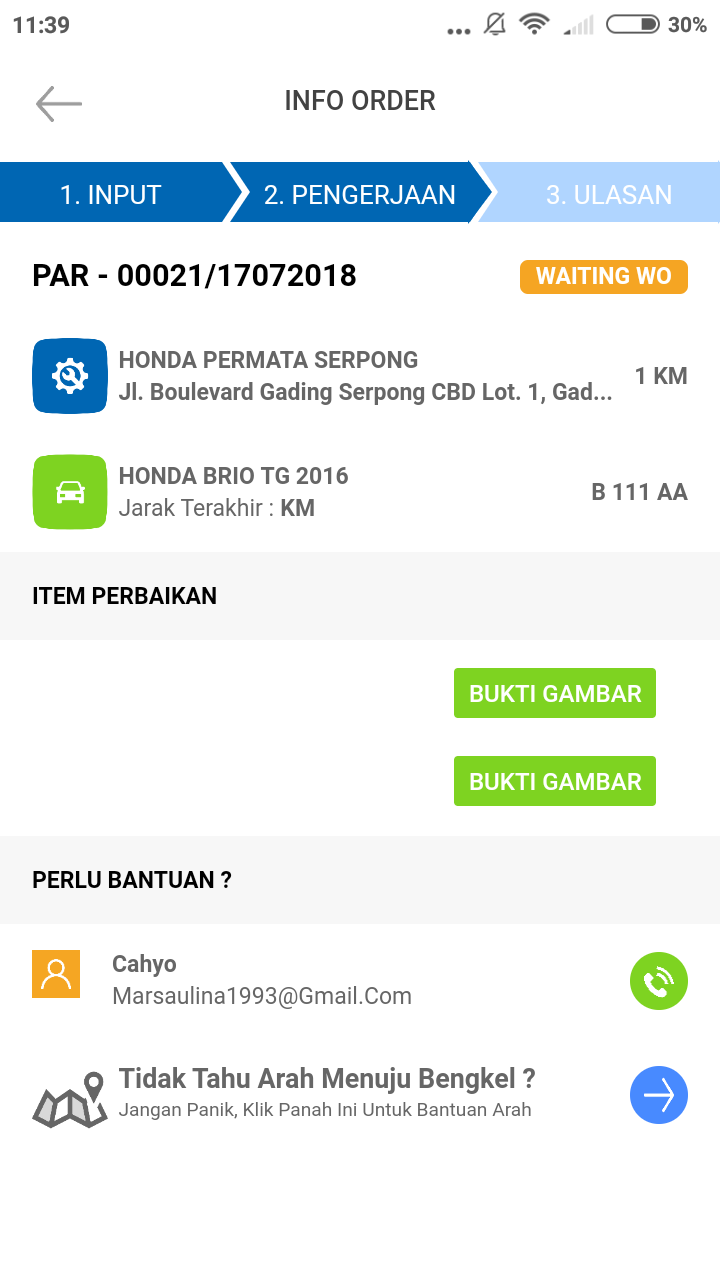 11:39
30%
INFO ORDER
1. INPUT
2. PENGERJAAN
3. ULASAN
PAR - 00021/17072018
WAITING WO
HONDA PERMATA SERPONG
Jl. Boulevard Gading Serpong CBD Lot. 1, Gad...
1 KM
HONDA BRIO TG 2016
Jarak Terakhir : KM
B 111 AA
ITEM PERBAIKAN
BUKTI GAMBAR
BUKTI GAMBAR
PERLU BANTUAN ?
Cahyo
Marsaulina1993@Gmail.Com
Tidak Tahu Arah Menuju Bengkel ?
Jangan Panik, Klik Panah Ini Untuk Bantuan Arah